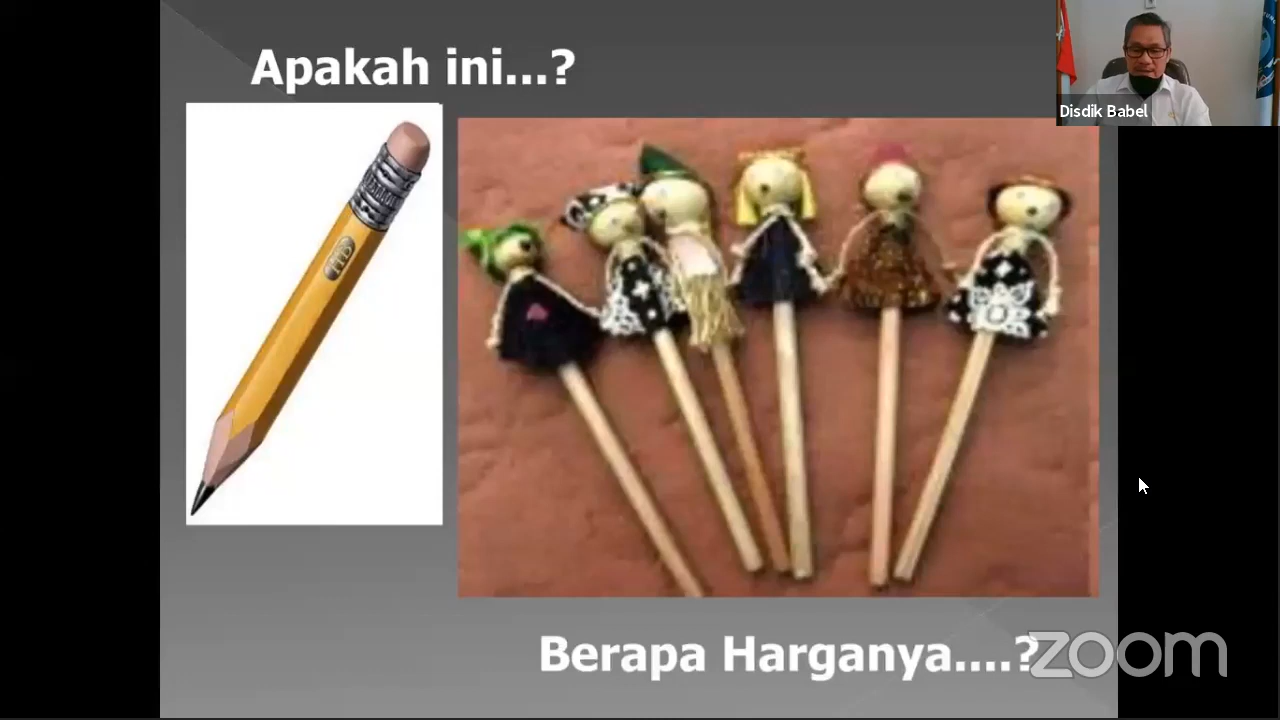 Apakah ini...?
Disdik Babel
HB
Berapa Harganya....?
zoom